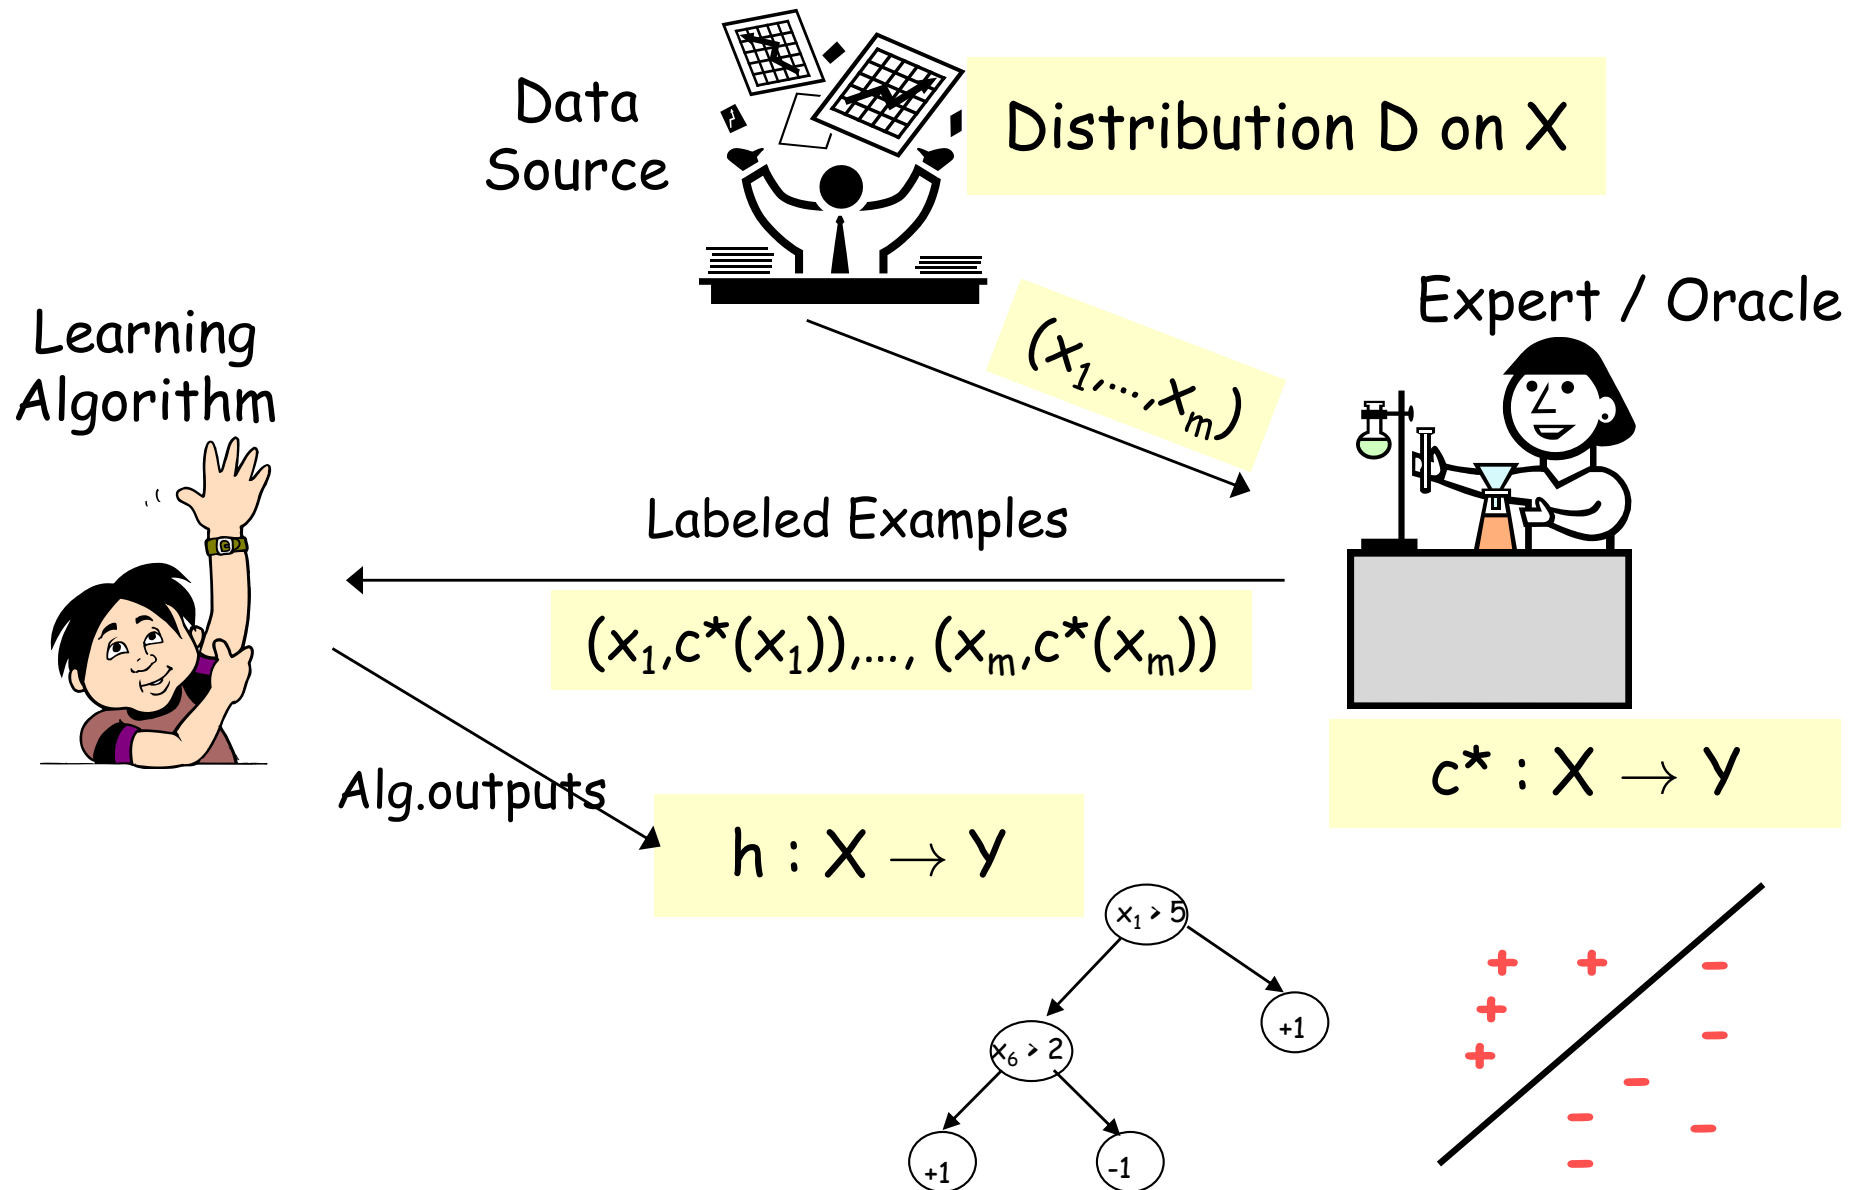 Data
Source
Distribution D on X
Expert / Oracle
Learning
Algorithm
(x₁,...,xₘ)
Labeled Examples
(x₁,c*(x₁)),..., (xₘ,c*(xₘ))
c* : X → Y
Alg.outputs
h : X → Y
x₁ > 5
+1
x₆ > 2
+1
-1
+ + -
+
-
+
-
-
-
-